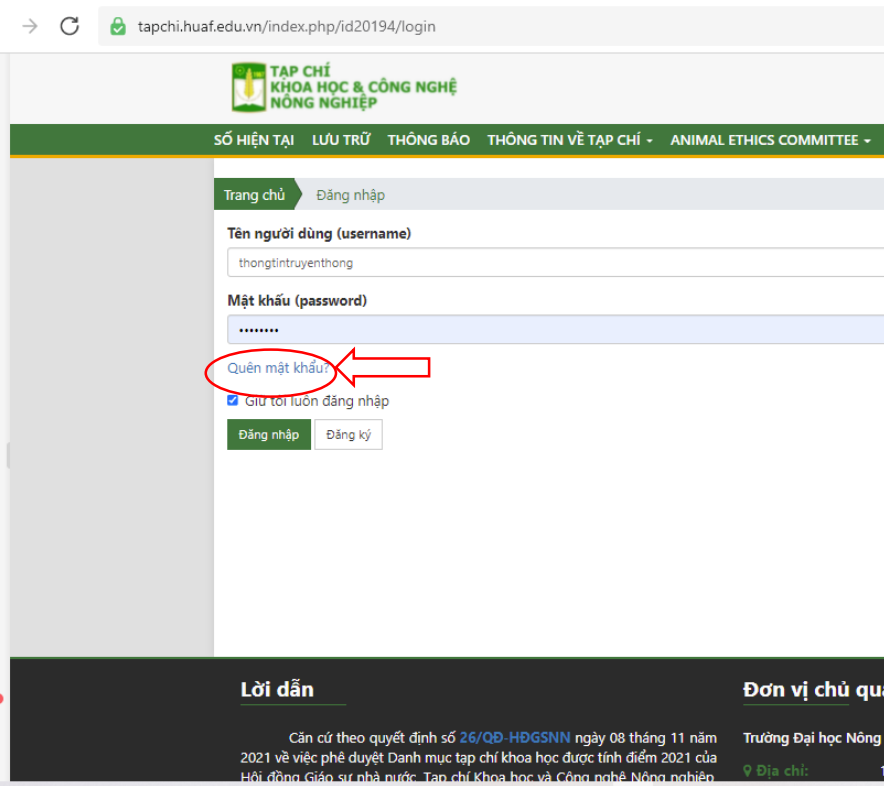 tapchi.huaf.edu.vn/index.php/id20194/login
TẠP CHÍ
KHOA HỌC & CÔNG NGHỆ
NÔNG NGHIỆP
SỐ HIỆN TẠI LƯU TRỮ THÔNG BÁO THÔNG TIN VỀ TẠP CHÍ ANIMAL ETHICS COMMITTEE
Trang chủ Đăng nhập
Tên người dùng (username)
thongtintruyenthong
Mật khẩu (password)
••••••••
Quên mật khẩu?
Giữ tôi luôn đăng nhập
Đăng nhập Đăng ký
Lời dẫn
Căn cứ theo quyết định số 26/QĐ-HĐGSNN ngày 08 tháng 11 năm
2021 về việc phê duyệt Danh mục tạp chí khoa học được tính điểm 2021 của
Hội đồng Giáo sư nhà nước, Tạp chí Khoa học và Công nghệ Nông nghiệp
Đơn vị chủ qu
Trường Đại học Nông
Địa chỉ: